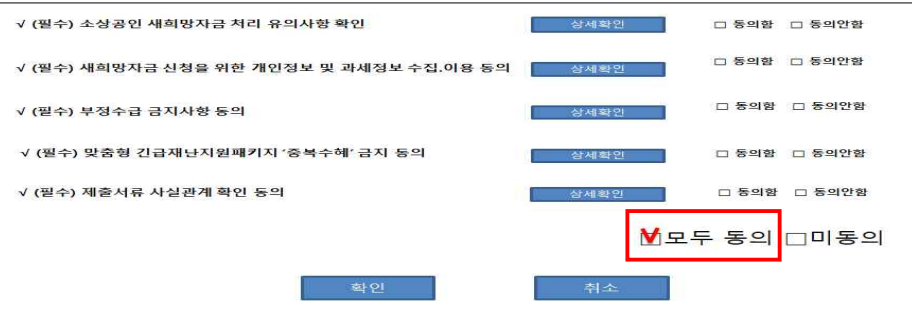 √ (필수) 소상공인 새희망자금 처리 유의사항 확인 상세확인 □ 동의함 □ 동의안함
√ (필수) 새희망자금 신청을 위한 개인정보 및 과세정보 수집.이용 동의 상세확인 □ 동의함 □ 동의안함
√ (필수) 부정수급 금지사항 동의 상세확인 □ 동의함 □ 동의안함
√ (필수) 맞춤형 긴급재난지원패키지 ‘중복수혜’ 금지 동의 상세확인 □ 동의함 □ 동의안함
√ (필수) 제출서류 사실관계 확인 동의 상세확인 □ 동의함 □ 동의안함
□모두 동의 □미동의
확인 취소